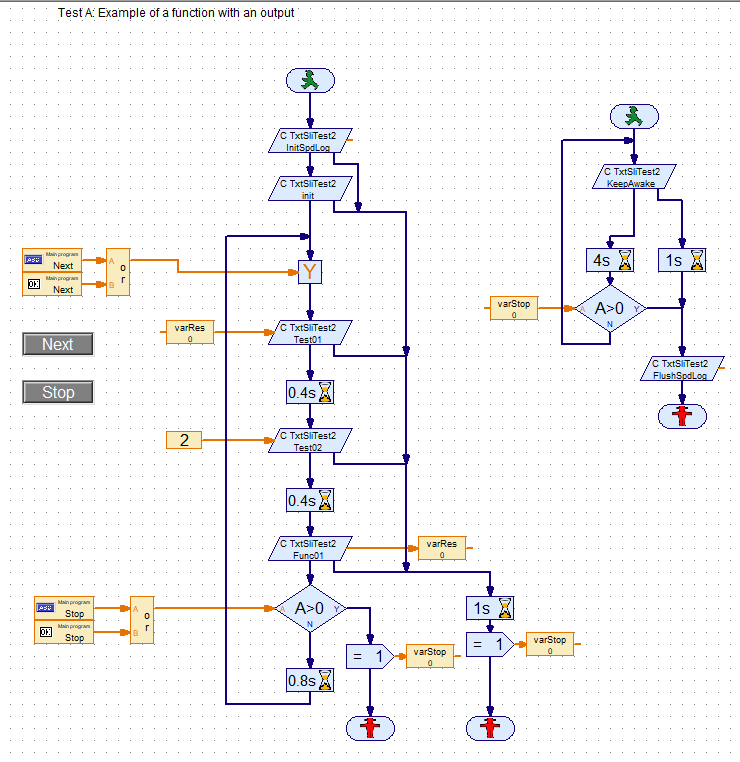 Test A: Example of a function with an output
C TxtSliTest2
InitSpdLog
C TxtSliTest2
init
C TxtSliTest2
KeepAwake
Main program
Next
A
B
o
r
Main program
Next
Y
4s
1s
varStop
0
A
A>0
Y
N
varRes
0
C TxtSliTest2
Test01
Next
C TxtSliTest2
FlushSpdLog
Stop
0.4s
2
C TxtSliTest2
Test02
0.4s
C TxtSliTest2
Func01
varRes
0
Main program
Stop
A
B
o
r
Main program
Stop
A
A>0
Y
N
1s
= 1
varStop
0
= 1
varStop
0
0.8s